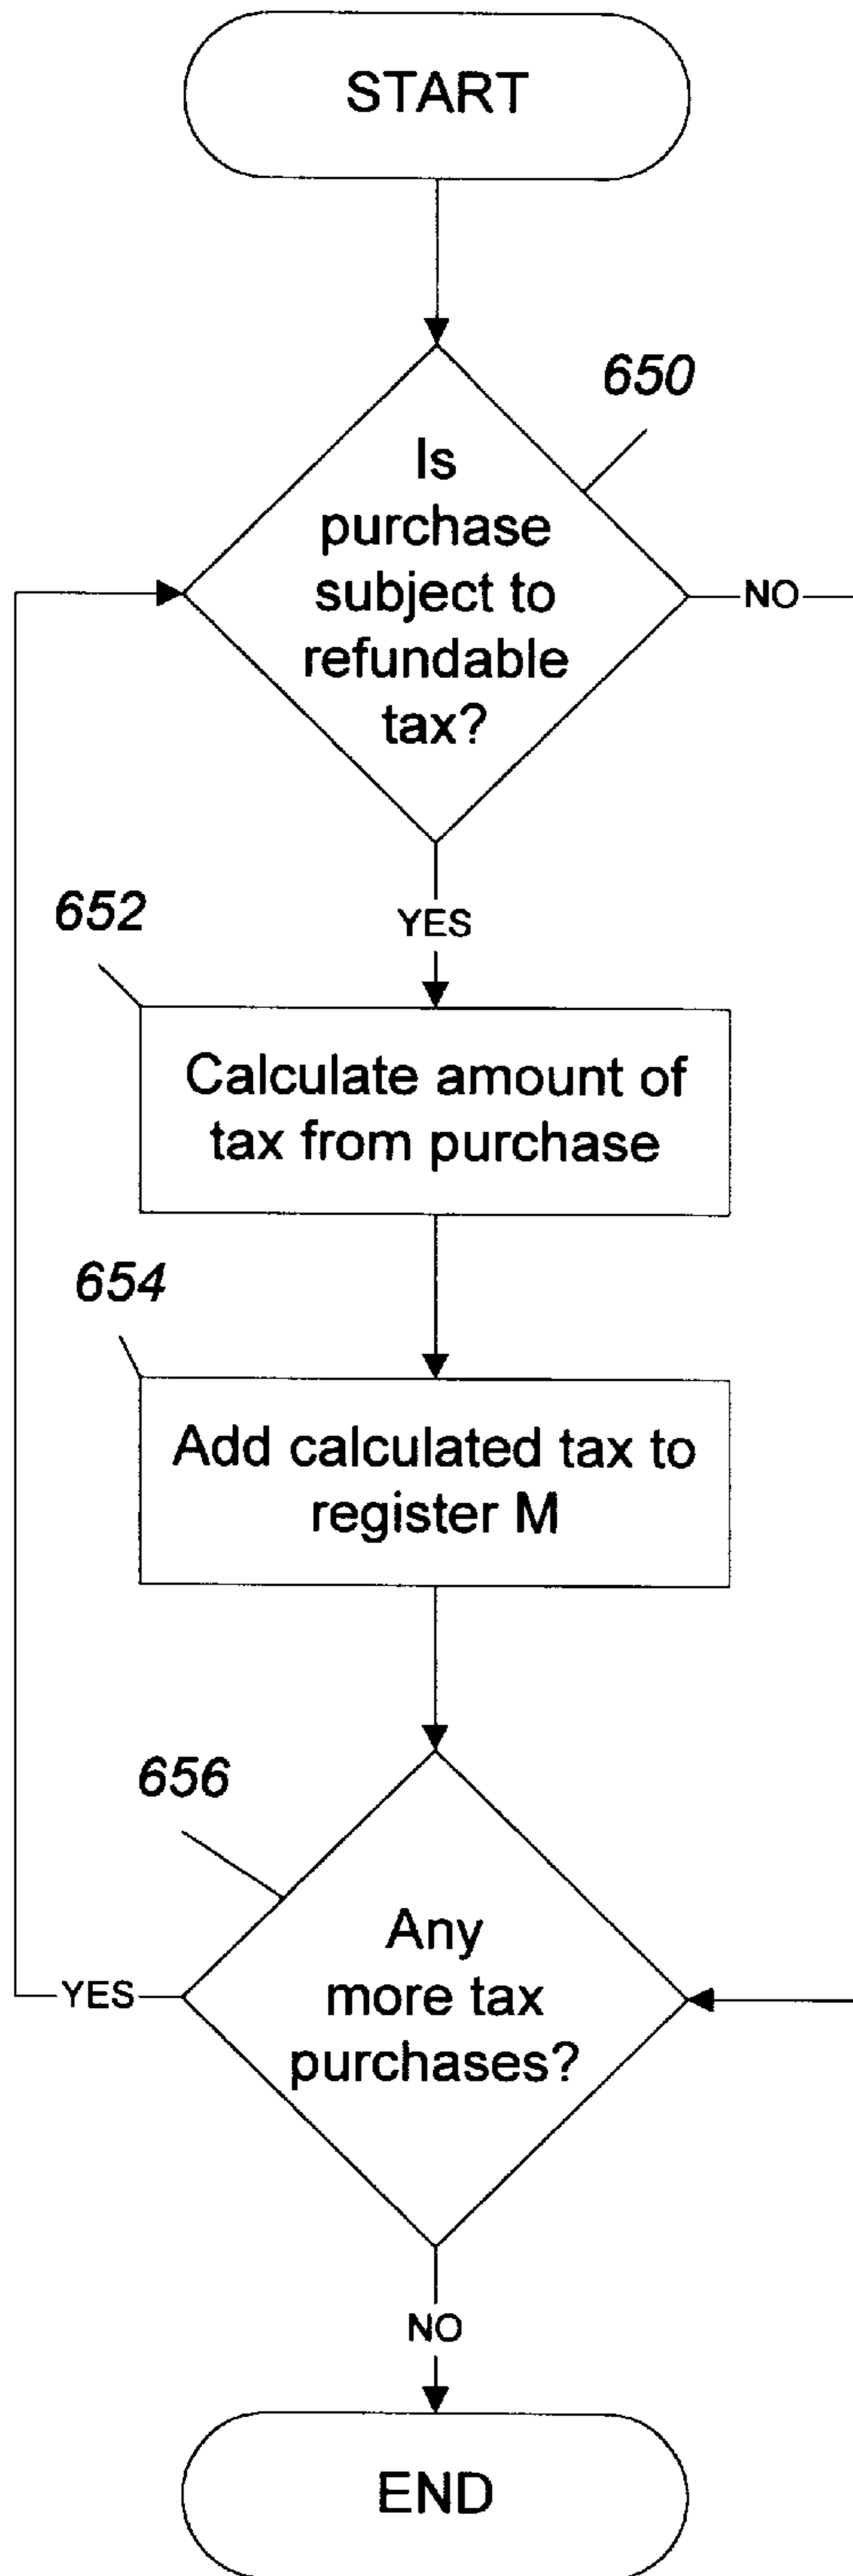 START
650
Is
purchase
subject to
refundable
tax?
NO
YES
652
Calculate amount of
tax from purchase
654
Add calculated tax to
register M
656
Any
more tax
purchases?
YES
NO
END